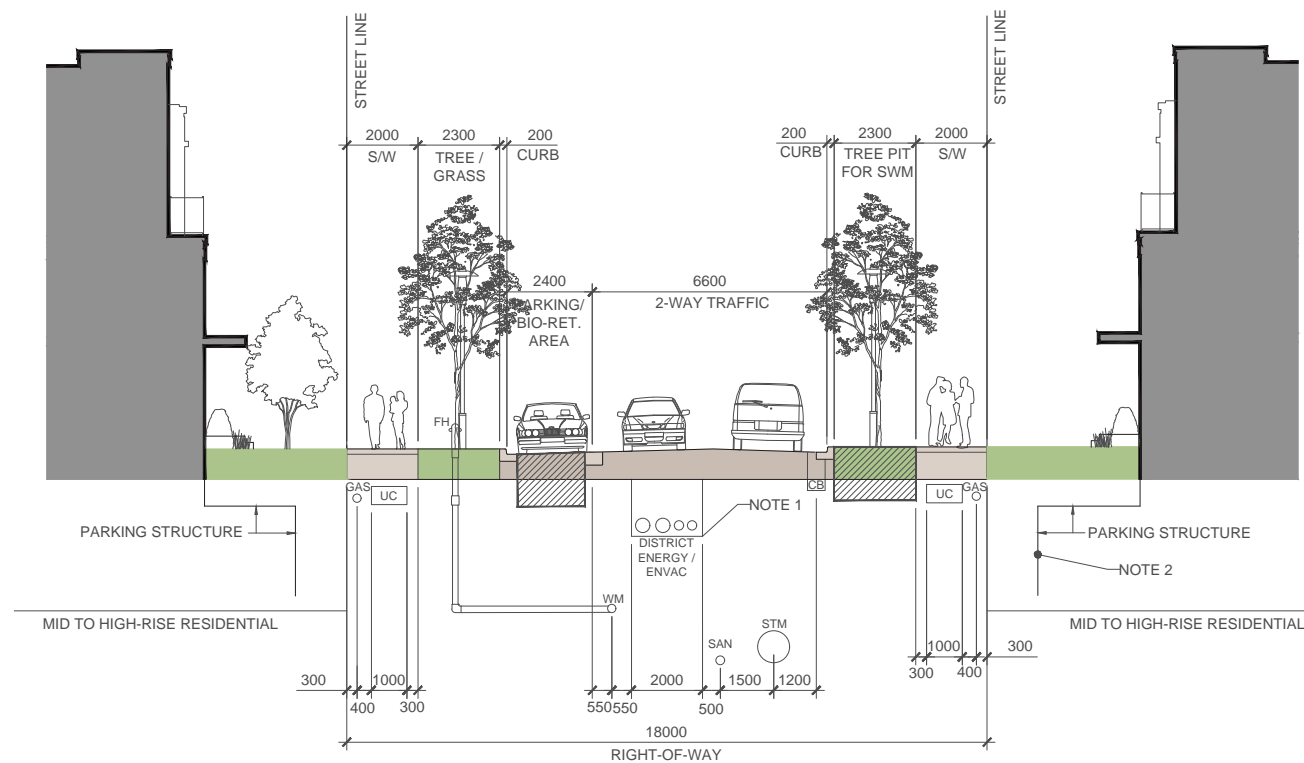 STREET LINE
STREET LINE
2000
S/W
2300
TREE /
GRASS
200
CURB
200
CURB
2300
TREE PIT
FOR SWM
2000
S/W
2400
PARKING/
BIO-RET.
AREA
6600
2-WAY TRAFFIC
FH
GAS
UC
CB
UC
GAS
NOTE 1
PARKING STRUCTURE
DISTRICT
ENERGY /
ENVAC
PARKING STRUCTURE
NOTE 2
WM
MID TO HIGH-RISE RESIDENTIAL
MID TO HIGH-RISE RESIDENTIAL
SAN
STM
300
400
1000
300
550
550
2000
500
1500
1200
300
1000
400
300
18000
RIGHT-OF-WAY